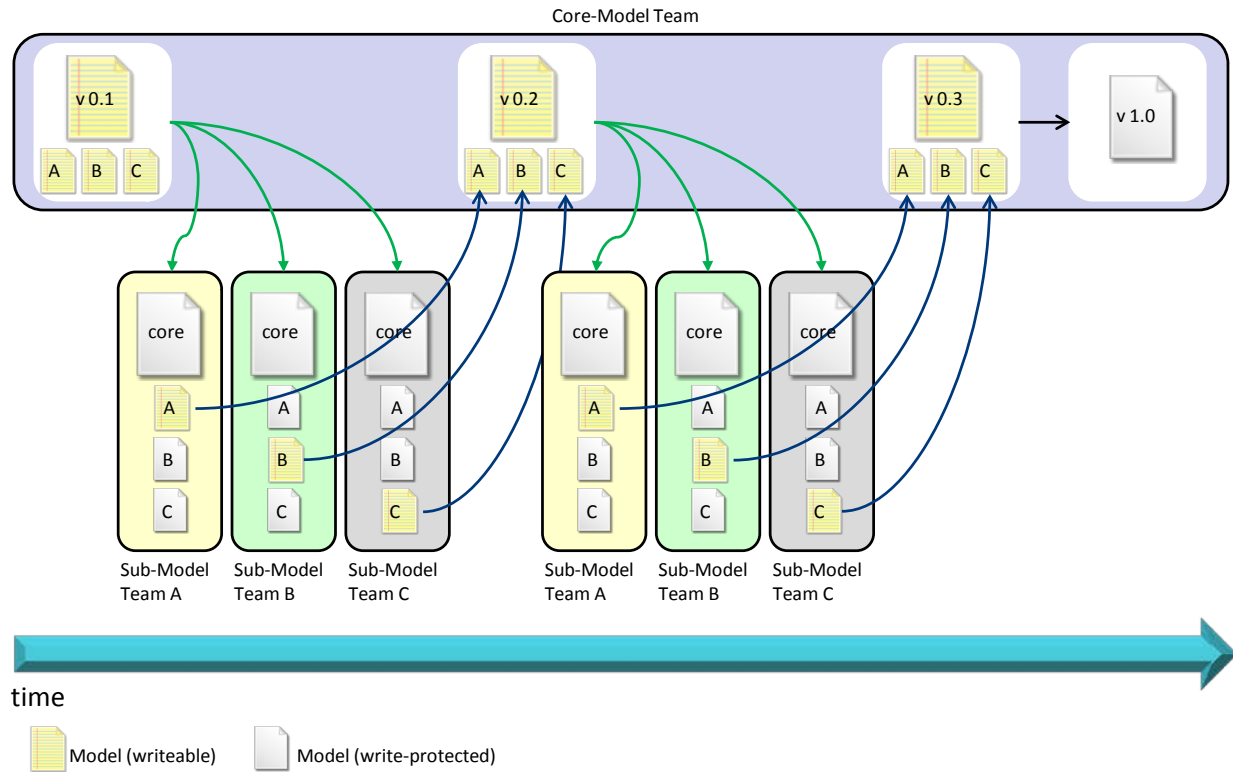 Core-Model Team
v 0.1
v 0.2
v 0.3
v 1.0
A B C
A B C
A B C
core core core core core core
A A A A A A
B B B B B B
C C C C C C
Sub-Model Sub-Model Sub-Model Sub-Model Sub-Model Sub-Model
Team A Team B Team C Team A Team B Team C
time
Model (writeable) Model (write-protected)